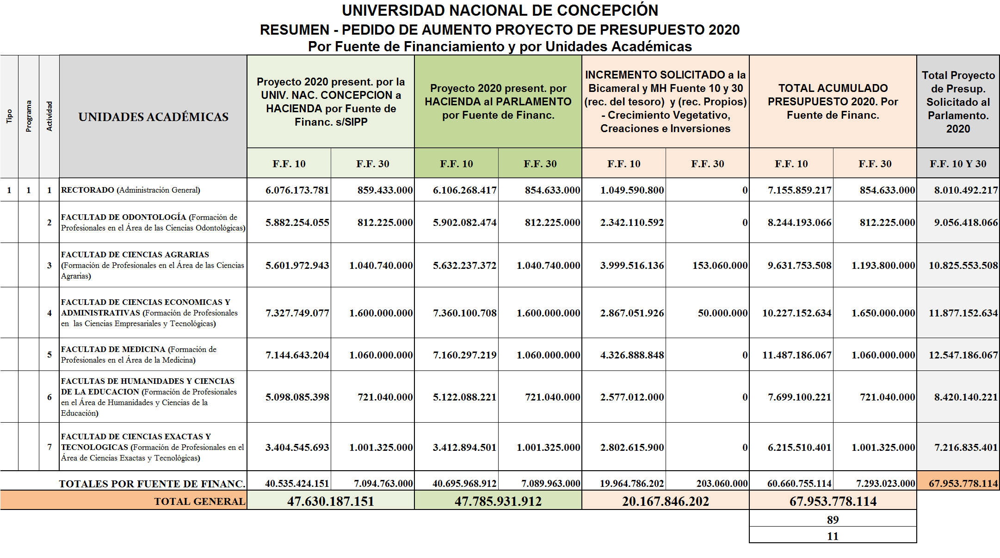 UNIVERSIDAD NACIONAL DE CONCEPCIÓN
RESUMEN - PEDIDO DE AUMENTO PROYECTO DE PRESUPUESTO 2020
Por Fuente de Financiamiento y por Unidades Académicas
Tipo
Programa
Actividad
UNIDADES ACADÉMICAS
Proyecto 2020 present. por la
UNIV. NAC. CONCEPCION a
HACIENDA por Fuente de
Financ. s/SIPP
Proyecto 2020 present. por
HACIENDA al PARLAMENTO
por Fuente de Financ.
INCREMENTO SOLICITADO a la
Bicameral y MH Fuente 10 y 30
(rec. del tesoro) y (rec. Propios)
- Crecimiento Vegetativo,
Creaciones e Inversiones
TOTAL ACUMULADO
PRESUPUESTO 2020. Por
Fuente de Financ.
Total Proyecto
de Presup.
Solicitado al
Parlamento.
2020
F.F. 10 F.F. 30 F.F. 10 F.F. 30 F.F. 10 F.F. 30 F.F. 10 F.F. 30 F.F. 10 Y 30
1 1 1 RECTORADO (Administración General) 6.076.173.781 859.433.000 6.106.268.417 854.633.000 1.049.590.800 0 7.155.859.217 854.633.000 8.010.492.217
2 FACULTAD DE ODONTOLOGÍA (Formación de
Profesionales en el Área de las Ciencias Odontológicas) 5.882.254.055 812.225.000 5.902.082.474 812.225.000 2.342.110.592 0 8.244.193.066 812.225.000 9.056.418.066
FACULTAD DE CIENCIAS AGRARIAS
3 (Formación de Profesionales en el Área de las Ciencias 5.601.972.943 1.040.740.000 5.632.237.372 1.040.740.000 3.999.516.136 153.060.000 9.631.753.508 1.193.800.000 10.825.553.508
Agrarias)
FACULTAD DE CIENCIAS ECONOMICAS Y
4 ADMINISTRATIVAS (Formación de Profesionales 7.327.749.077 1.600.000.000 7.360.100.708 1.600.000.000 2.867.051.926 50.000.000 10.227.152.634 1.650.000.000 11.877.152.634
en las Ciencias Empresariales y Tecnológicas)
5 FACULTAD DE MEDICINA (Formación de
Profesionales en el Área de la Medicina) 7.144.643.204 1.060.000.000 7.160.297.219 1.060.000.000 4.326.888.848 0 11.487.186.067 1.060.000.000 12.547.186.067
FACULTAS DE HUMANIDADES Y CIENCIAS
6 DE LA EDUCACION (Formación de Profesionales 5.098.085.398 721.040.000 5.122.088.221 721.040.000 2.577.012.000 0 7.699.100.221 721.040.000 8.420.140.221
en el Área de Humanidades y Ciencias de la
Educación)
FACULTAD DE CIENCIAS EXACTAS Y
7 TECNOLOGICAS (Formación de Profesionales en el 3.404.545.693 1.001.325.000 3.412.894.501 1.001.325.000 2.802.615.900 0 6.215.510.401 1.001.325.000 7.216.835.401
Área de Ciencias Exactas y Tecnológicas)
TOTALES POR FUENTE DE FINANC. 40.535.424.151 7.094.763.000 40.695.968.912 7.089.963.000 19.964.786.202 203.060.000 60.660.755.114 7.293.023.000 67.953.778.114
TOTAL GENERAL 47.630.187.151 47.785.931.912 20.167.846.202 67.953.778.114
89
11